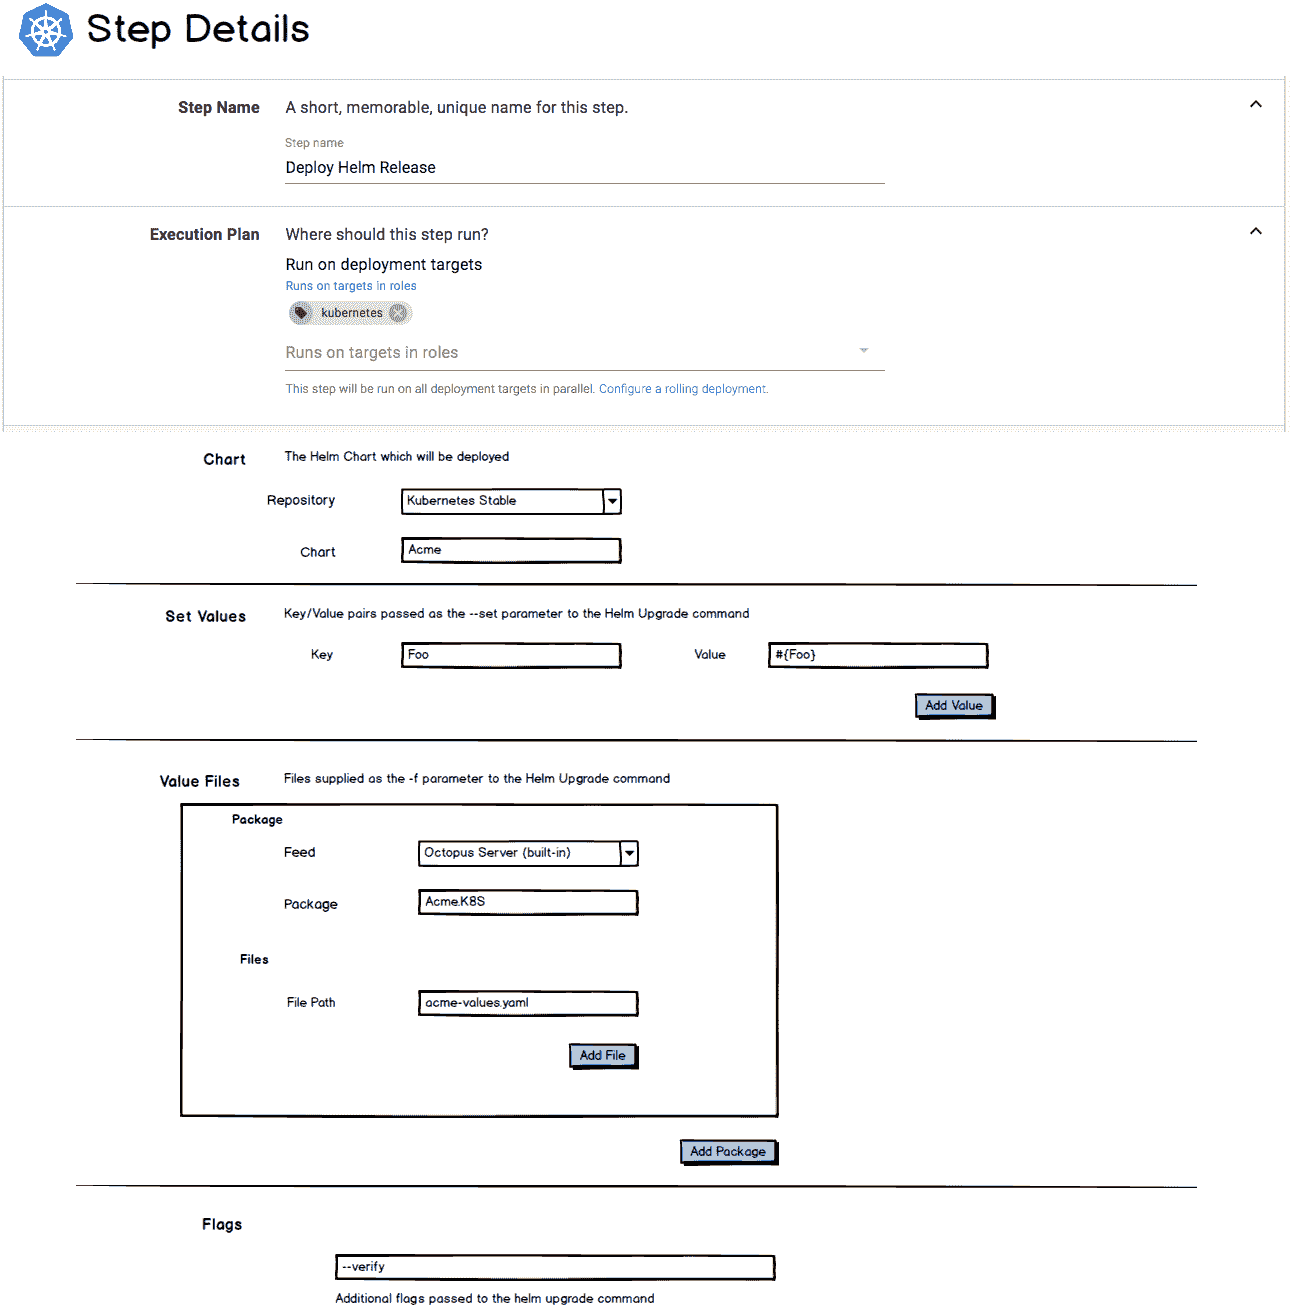 Step Details
Step Name A short, memorable, unique name for this step.
Step name
Deploy Helm Release
Execution Plan Where should this step run?
Run on deployment targets
Runs on targets in roles
kubernetes
Runs on targets in roles
This step will be run on all deployment targets in parallel. Configure a rolling deployment.
Chart The Helm Chart which will be deployed
Repository Kubernetes Stable
Chart Acme
Set Values Key/Value pairs passed as the --set parameter to the Helm Upgrade command
Key Foo Value #{Foo}
Add Value
Value Files Files supplied as the -f parameter to the Helm Upgrade command
Package
Feed Octopus Server (built-in)
Package Acme.K8S
Files
File Path acme-values.yaml
Add File
Add Package
Flags
--verify
Additional flags passed to the helm upgrade command